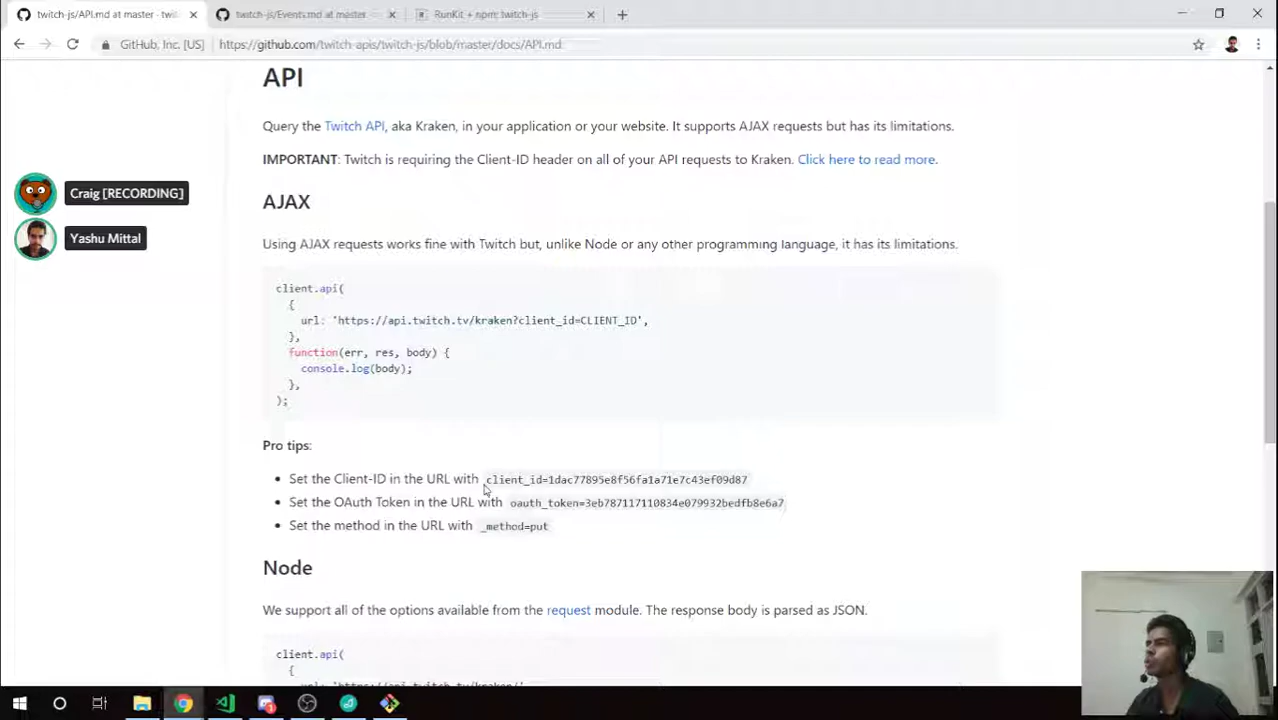 twitch-js/API.md at master · twit
twitch-js/Events.md at master
RunKit + npm: twitch-js
GitHub, Inc. [US]
https://github.com/twitch-apis/twitch-js/blob/master/docs/API.md
API
Query the Twitch API, aka Kraken, in your application or your website. It supports AJAX requests but has its limitations.
IMPORTANT: Twitch is requiring the Client-ID header on all of your API requests to Kraken. Click here to read more.
Craig [RECORDING]
AJAX
Yashu Mittal
Using AJAX requests works fine with Twitch but, unlike Node or any other programming language, it has its limitations.
client.api(
{
url: 'https://api.twitch.tv/kraken?client_id=CLIENT_ID',
},
function(err, res, body) {
console.log(body);
},
);
Pro tips:
Set the Client-ID in the URL with client_id=1dac77895e8f56fa1a71e7c43ef09d87
Set the OAuth Token in the URL with oauth_token=3eb787117110834e079932bedfb8e6a7
Set the method in the URL with _method=put
Node
We support all of the options available from the request module. The response body is parsed as JSON.
client.api(
{
url: 'https://api.twitch.tv/kraken/'